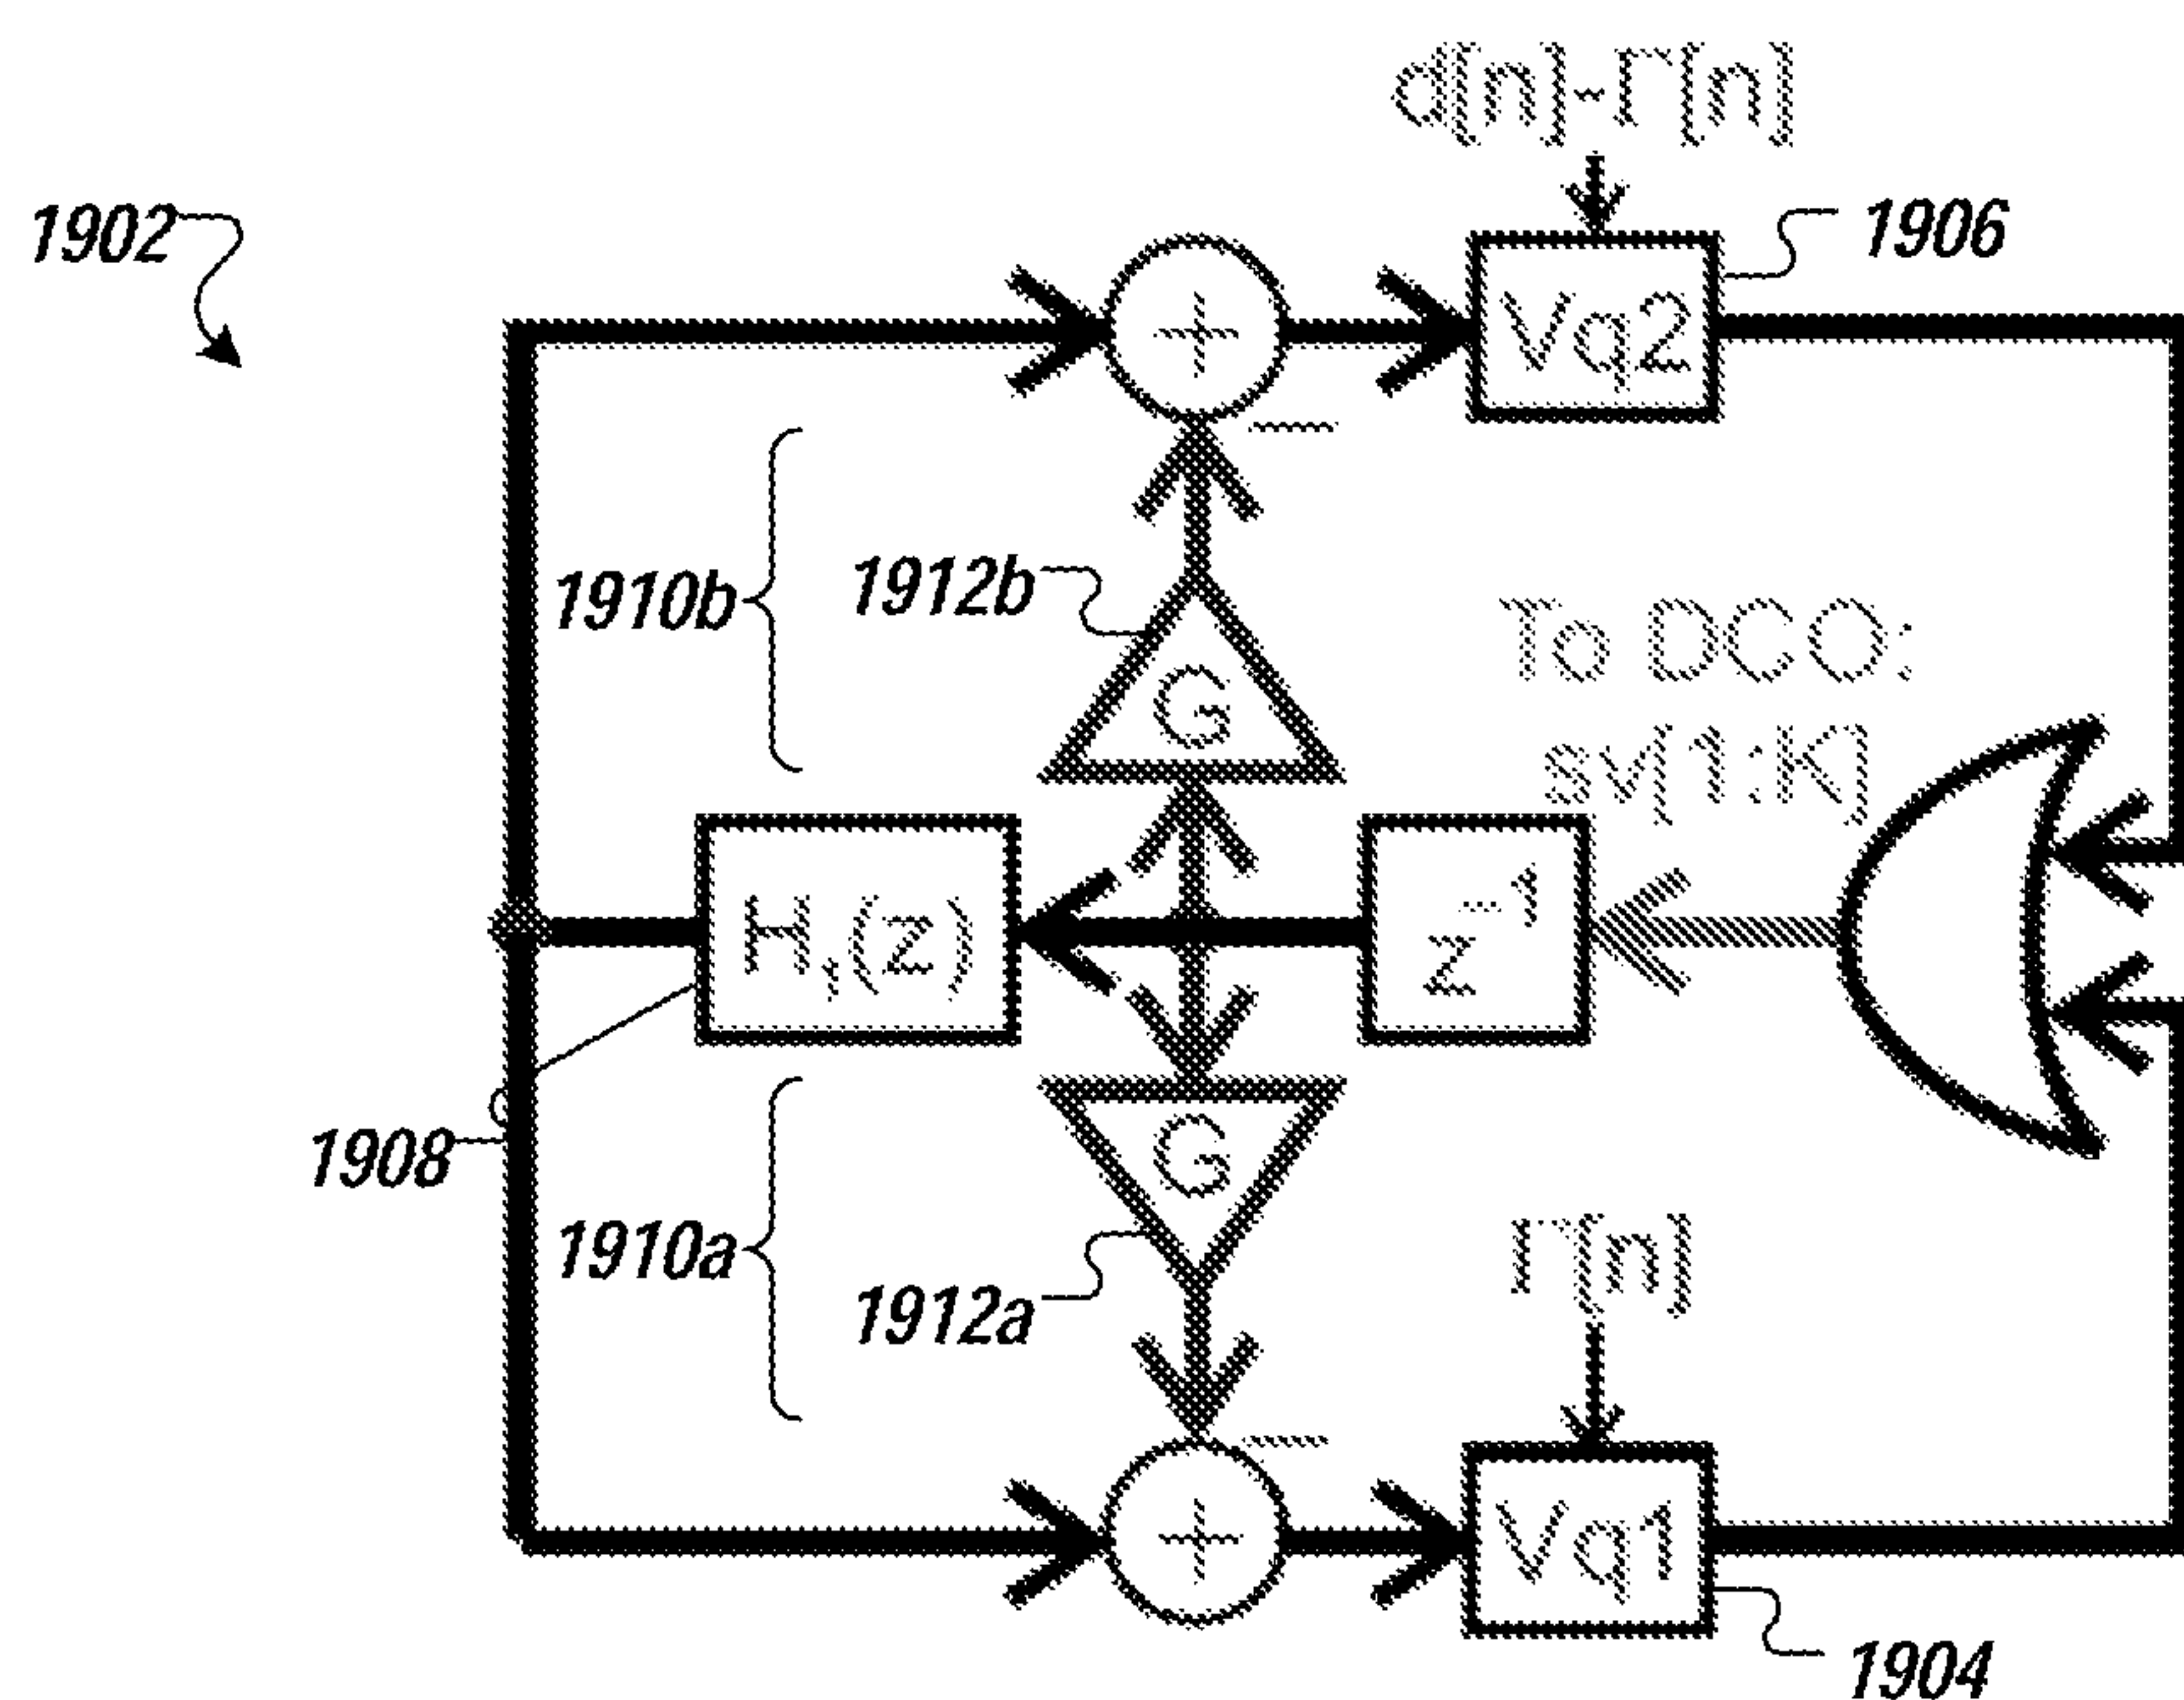 d[n]-r[n]
1902
1906
+
Vq2
1910b
1912b
G
To DCO:
sv[1:K]
H₁(z)
z⁻¹
1908
G
1910a
1912a
r[n]
+
Vq1
1904